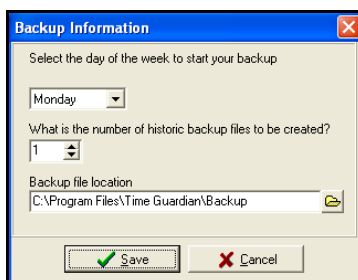 Backup Information
Select the day of the week to start your backup
Monday
What is the number of historic backup files to be created?
1
Backup file location
C:\Program Files\Time Guardian\Backup
Save
Cancel